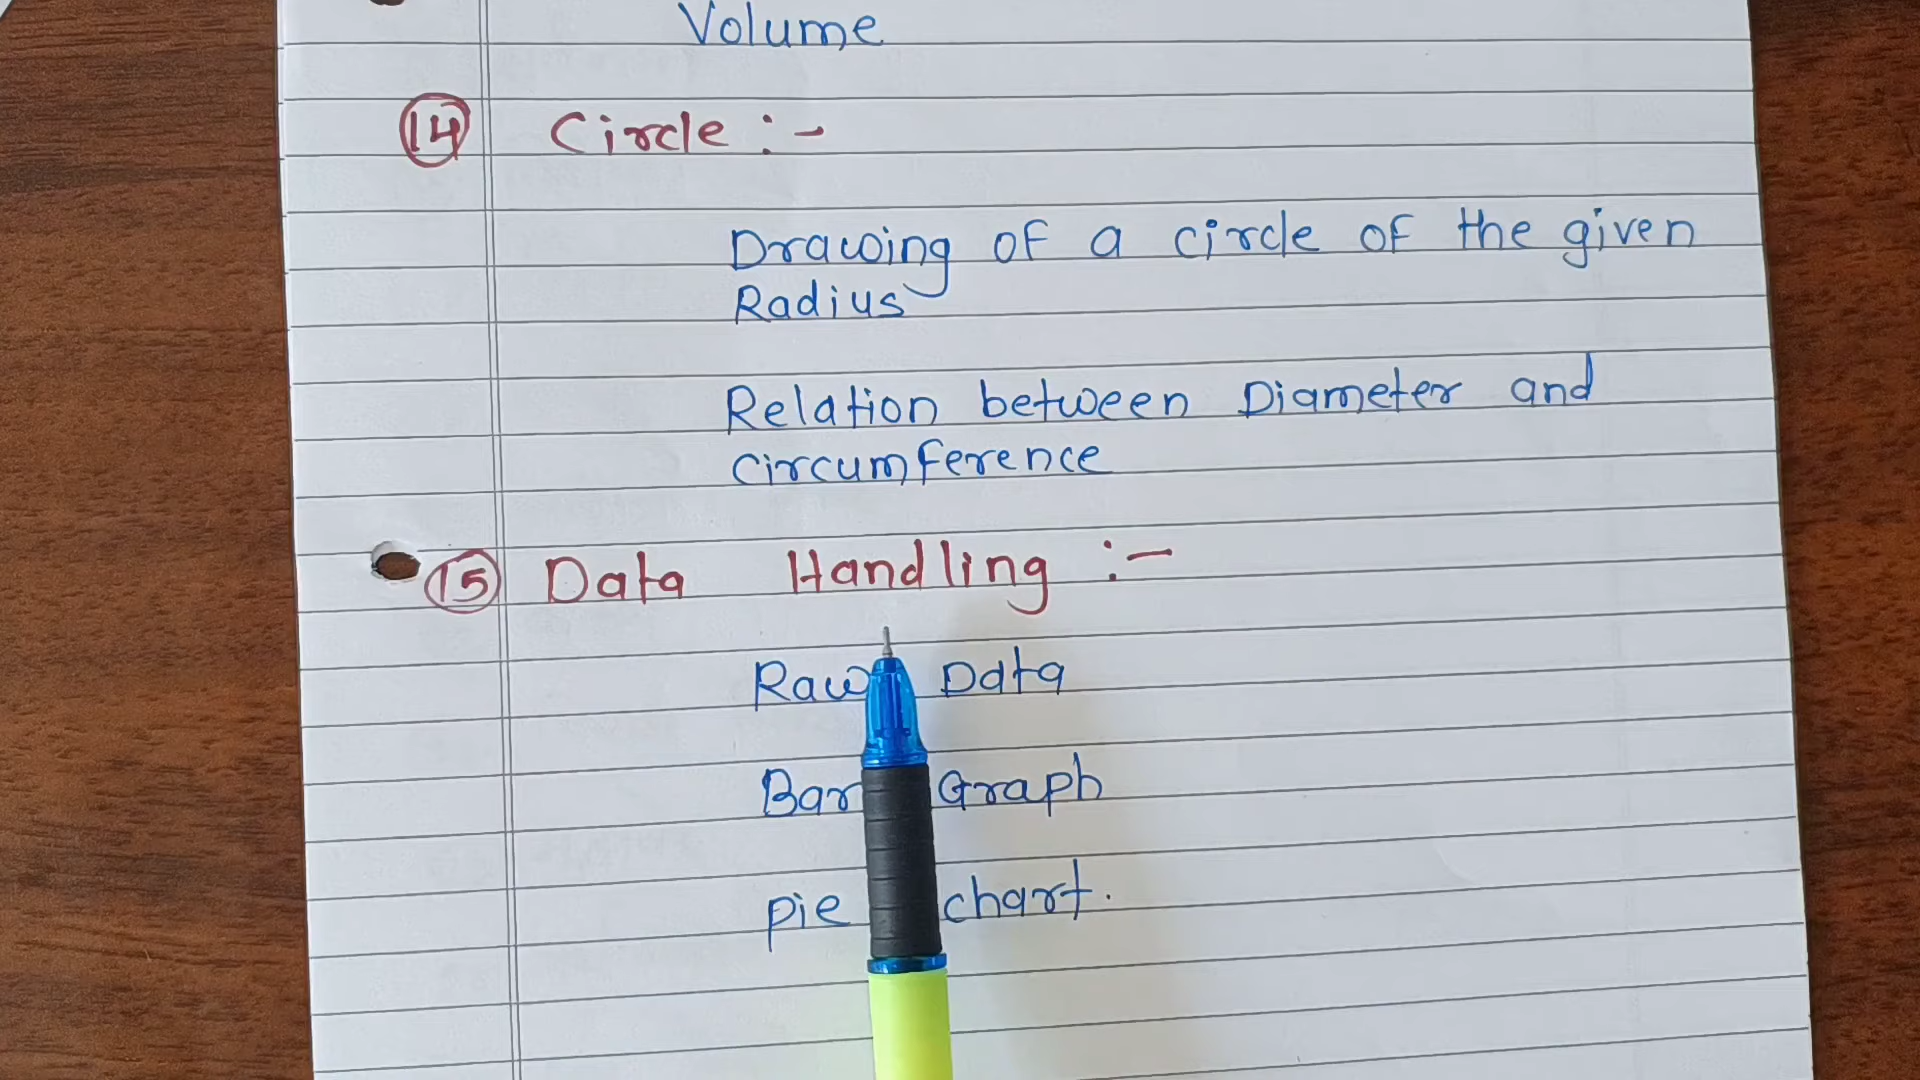 Volume
14 Circle :-
Drawing of a circle of the given
Radius
Relation between Diameter and
circumference
15 Data Handling :-
Raw Data
Bar Graph
pie chart.